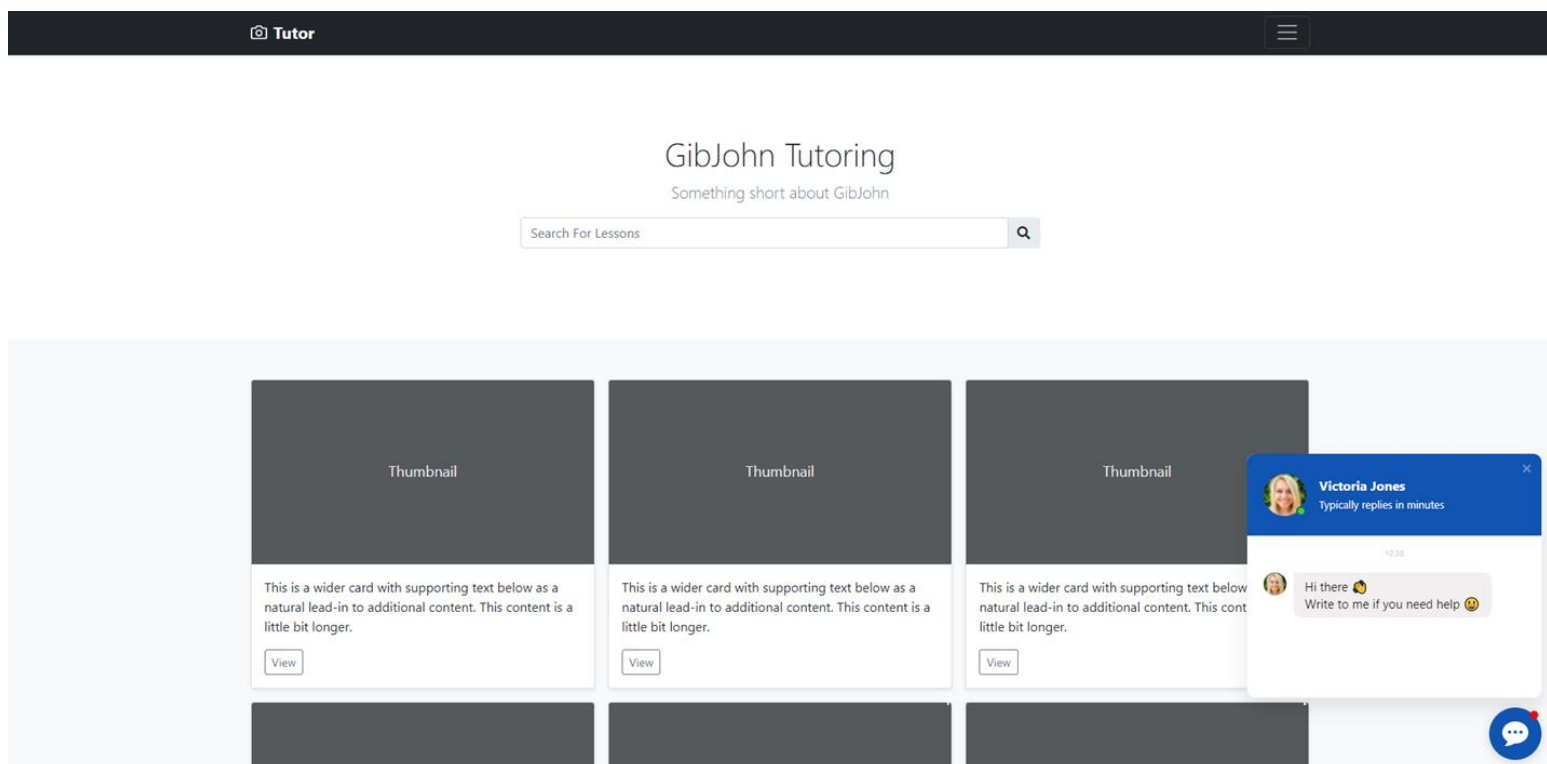 Tutor
GibJohn Tutoring
Something short about GibJohn
Search For Lessons
Thumbnail
Thumbnail
Thumbnail
This is a wider card with supporting text below as a
natural lead-in to additional content. This content is a
little bit longer.
View
This is a wider card with supporting text below as a
natural lead-in to additional content. This content is a
little bit longer.
View
This is a wider card with supporting text below
natural lead-in to additional content. This cont
little bit longer.
View
Victoria Jones
Typically replies in minutes
Hi there 👏
Write to me if you need help 😃